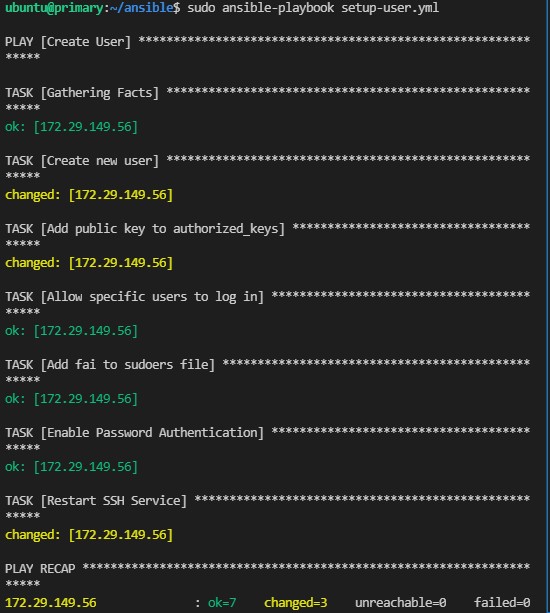 ubuntu@primary:~/ansible$ sudo ansible-playbook setup-user.yml
PLAY [Create User] ********************************************************
*****
TASK [Gathering Facts] ****************************************************
*****
ok: [172.29.149.56]
TASK [Create new user] ****************************************************
*****
changed: [172.29.149.56]
TASK [Add public key to authorized_keys] **********************************
*****
changed: [172.29.149.56]
TASK [Allow specific users to log in] *************************************
*****
ok: [172.29.149.56]
TASK [Add fai to sudoers file] ********************************************
*****
ok: [172.29.149.56]
TASK [Enable Password Authentication] *************************************
*****
ok: [172.29.149.56]
TASK [Restart SSH Service] ************************************************
*****
changed: [172.29.149.56]
PLAY RECAP ****************************************************************
*****
172.29.149.56 : ok=7 changed=3 unreachable=0 failed=0